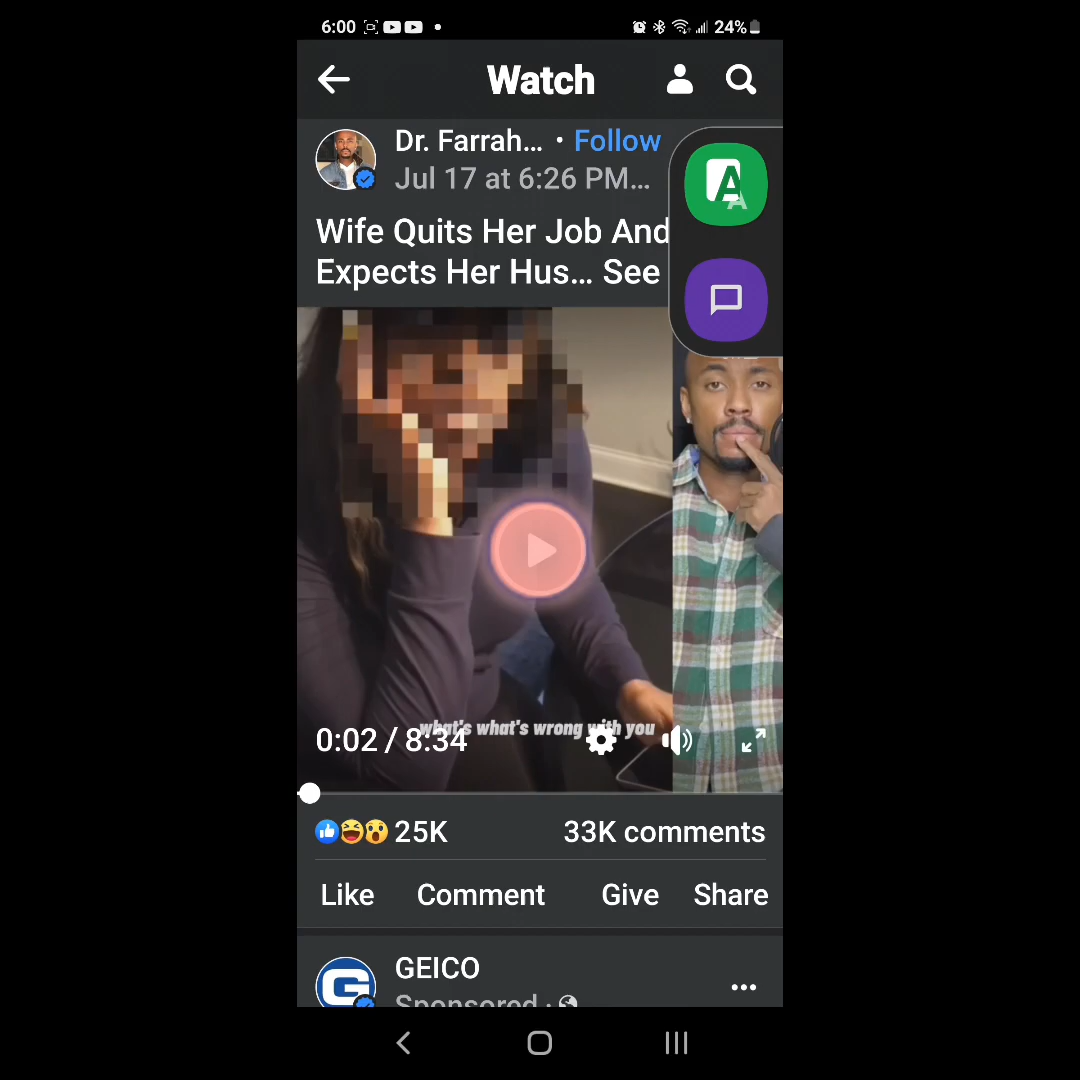 6:00
24%
Watch
Dr. Farrah... · Follow
Jul 17 at 6:26 PM...
Wife Quits Her Job And
Expects Her Hus... See
A
A
what's what's wrong with you
0:02 / 8:34
25K
33K comments
Like Comment Give Share
G GEICO
Sponsored ·